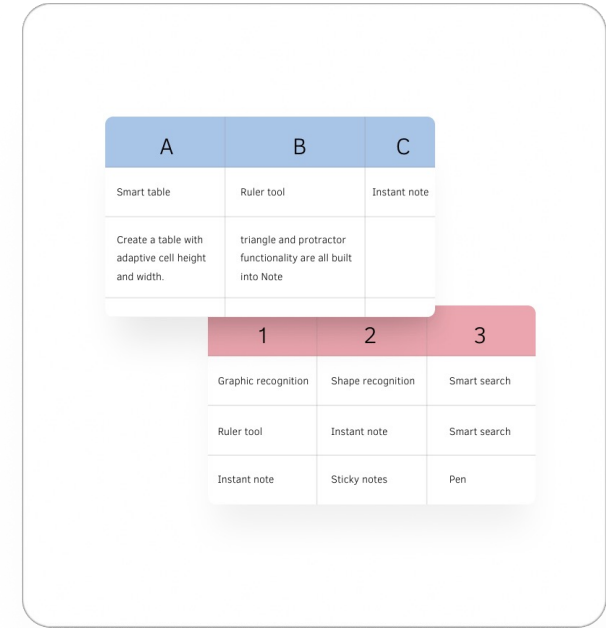 A B C
Smart table Ruler tool Instant note
Create a table with triangle and protractor
adaptive cell height functionality are all built
and width. into Note
1 2 3
Graphic recognition Shape recognition Smart search
Ruler tool Instant note Smart search
Instant note Sticky notes Pen